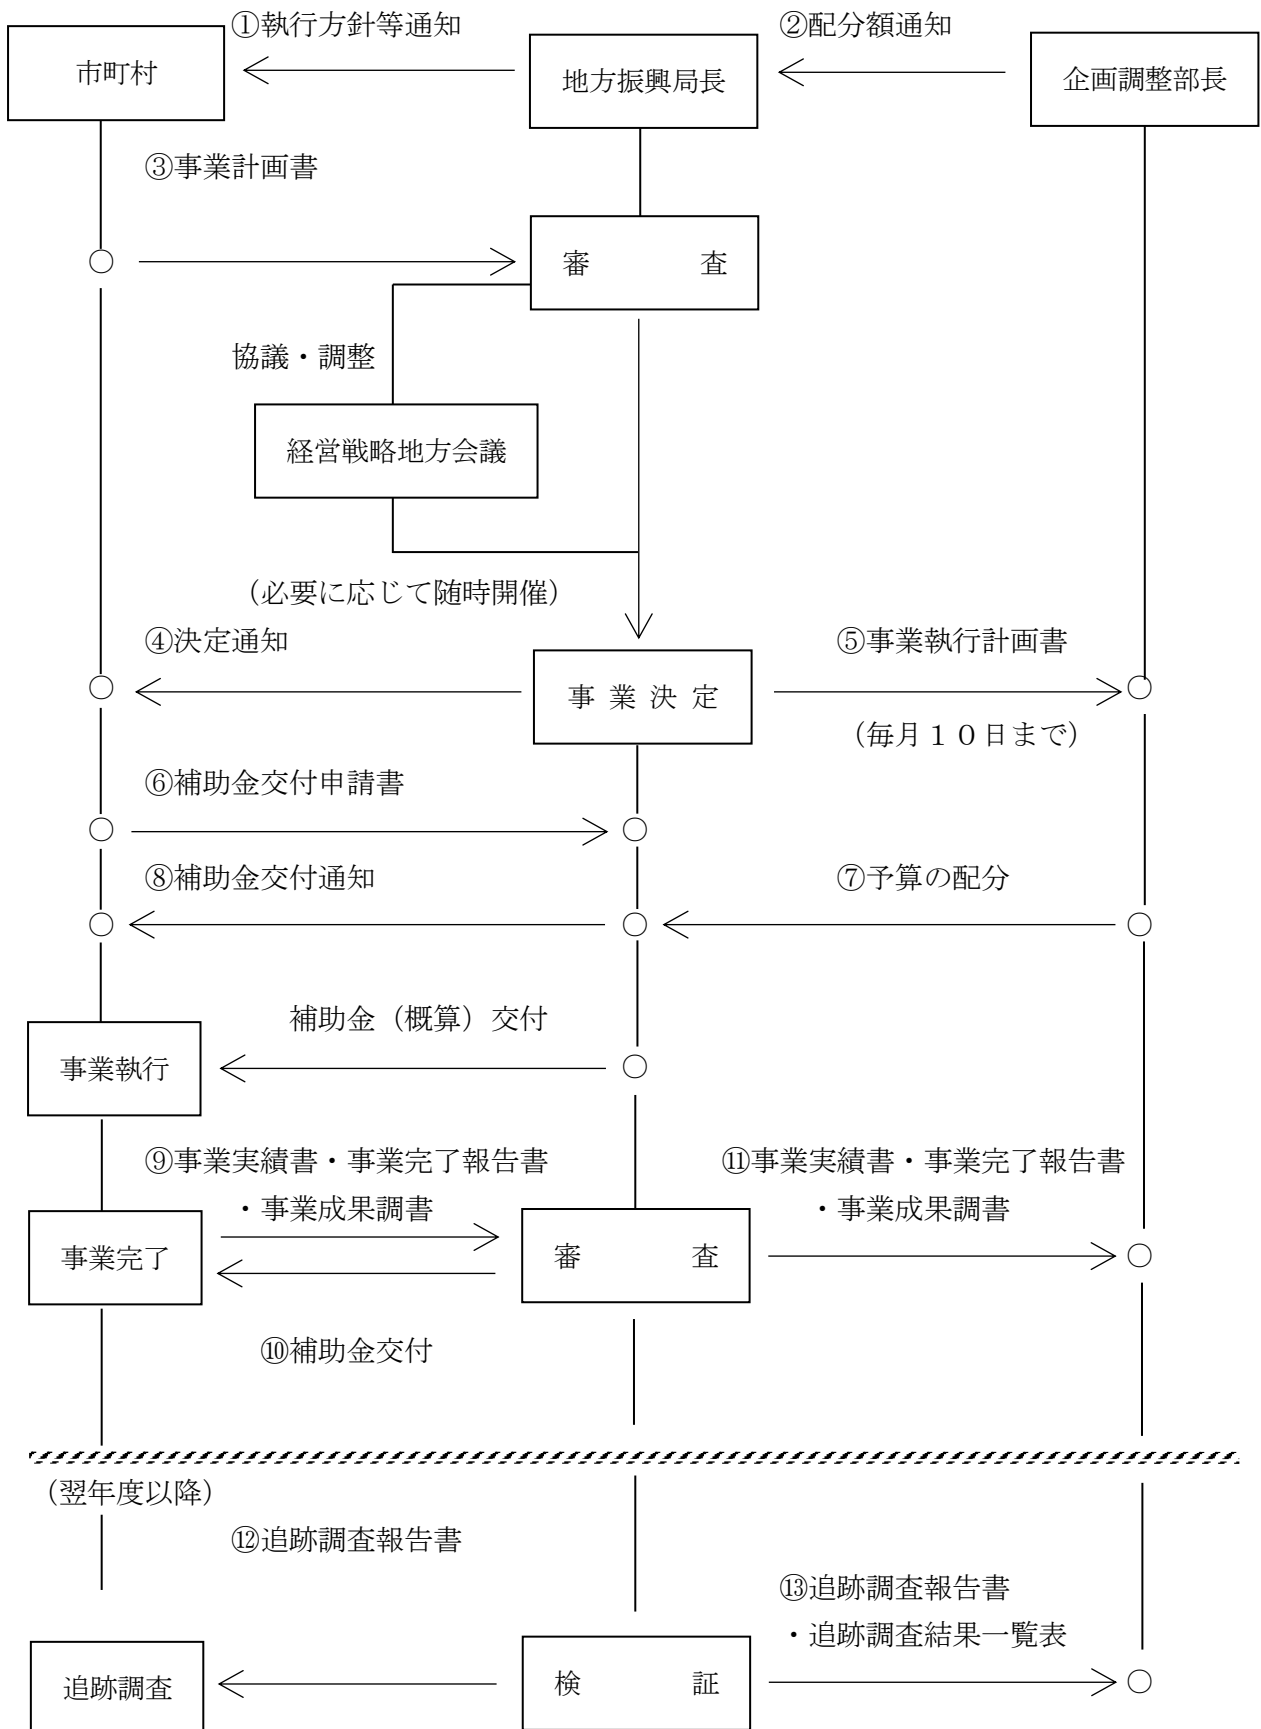 ①執行方針等通知
②配分額通知
市町村
地方振興局長
企画調整部長
③事業計画書
審　　　　査
協議・調整
経営戦略地方会議
（必要に応じて随時開催）
④決定通知
⑤事業執行計画書
事 業 決 定
（毎月１０日まで）
⑥補助金交付申請書
⑧補助金交付通知
⑦予算の配分
補助金（概算）交付
事業執行
⑨事業実績書・事業完了報告書
・事業成果調書
⑪事業実績書・事業完了報告書
・事業成果調書
事業完了
審　　　　査
⑩補助金交付
（翌年度以降）
⑫追跡調査報告書
⑬追跡調査報告書
・追跡調査結果一覧表
追跡調査
検　　　　証